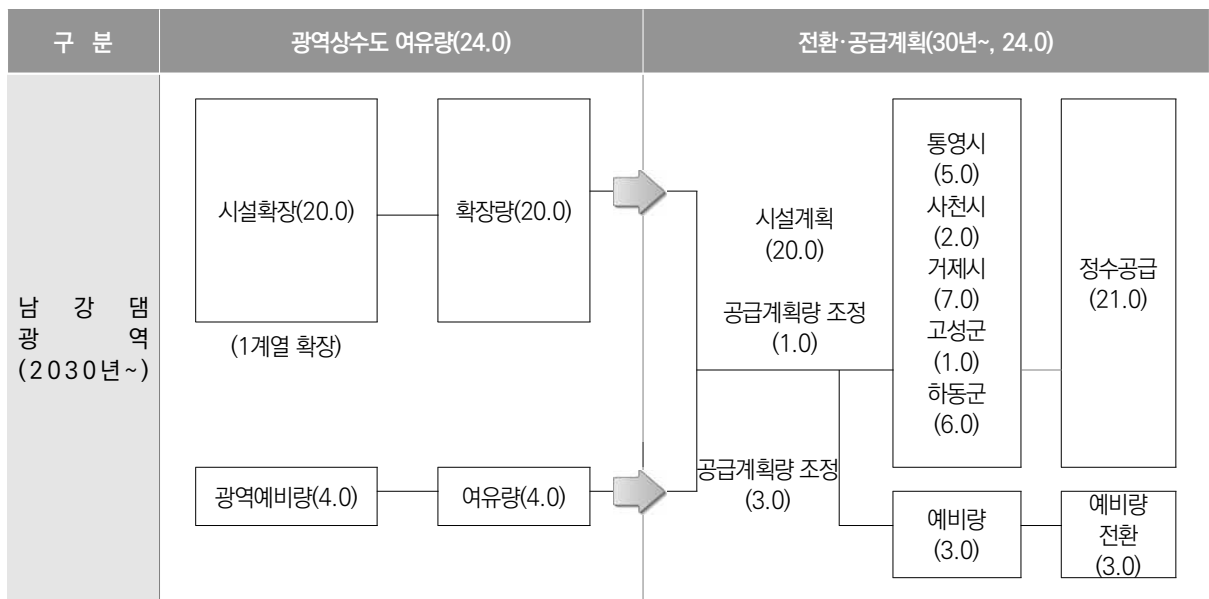 구 분
광역상수도 여유량(24.0)
전환·공급계획(30년~, 24.0)
남 강 댐
광 역
(2030년~)
시설확장(20.0)
확장량(20.0)
(1계열 확장)
광역예비량(4.0)
여유량(4.0)
시설계획
(20.0)
공급계획량 조정
(1.0)
공급계획량 조정
(3.0)
통영시
(5.0)
사천시
(2.0)
거제시
(7.0)
고성군
(1.0)
하동군
(6.0)
정수공급
(21.0)
예비량
(3.0)
예비량
전환
(3.0)